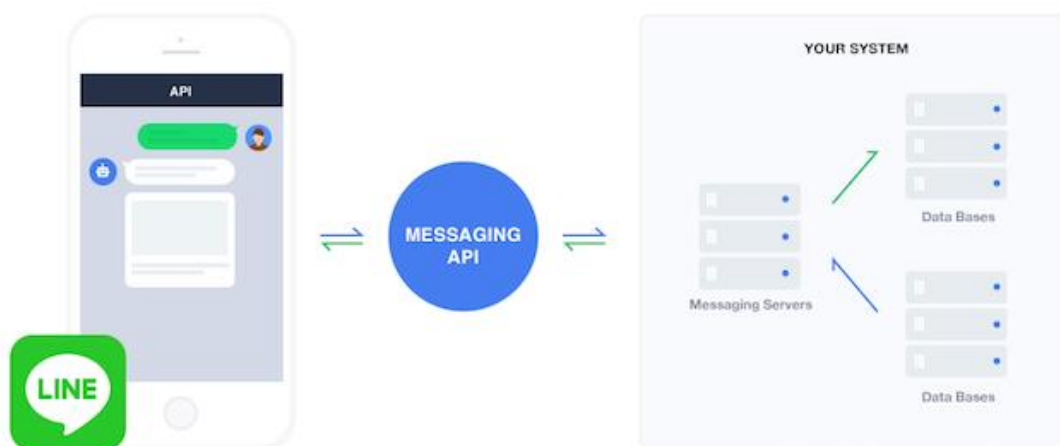 API
LINE
MESSAGING
API
YOUR SYSTEM
Messaging Servers
Data Bases
Data Bases